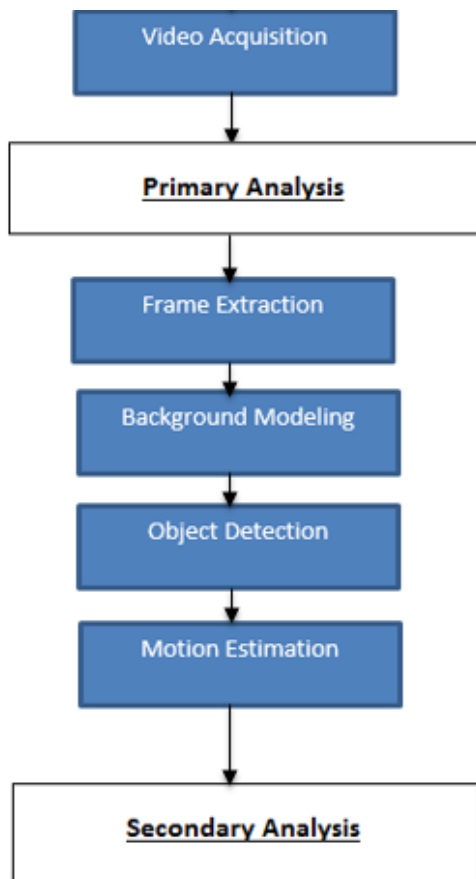 Video Acquisition
Primary Analysis
Frame Extraction
Background Modeling
Object Detection
Motion Estimation
Secondary Analysis